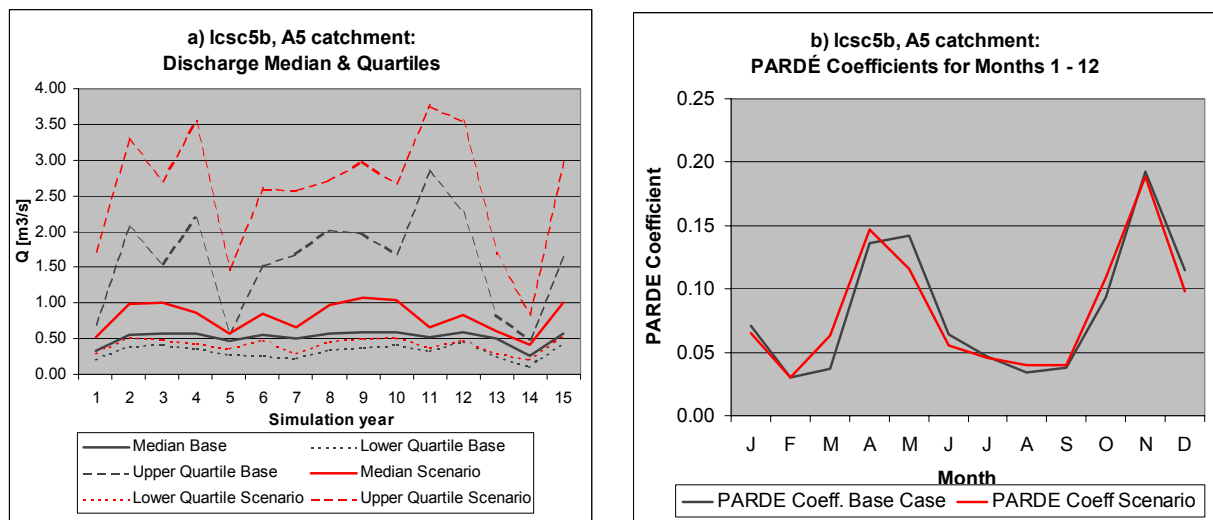 a) lcsc5b, A5 catchment:
Discharge Median & Quartiles
Q [m3/s]
4.00
3.50
3.00
2.50
2.00
1.50
1.00
0.50
0.00
1 2 3 4 5 6 7 8 9 10 11 12 13 14 15
Simulation year
Median Base Lower Quartile Base
Upper Quartile Base Median Scenario
Lower Quartile Scenario Upper Quartile Scenario
b) lcsc5b, A5 catchment:
PARDÉ Coefficients for Months 1 - 12
PARDE Coefficient
0.25
0.20
0.15
0.10
0.05
0.00
J F M A M J J A S O N D
Month
PARDE Coeff. Base Case PARDE Coeff Scenario